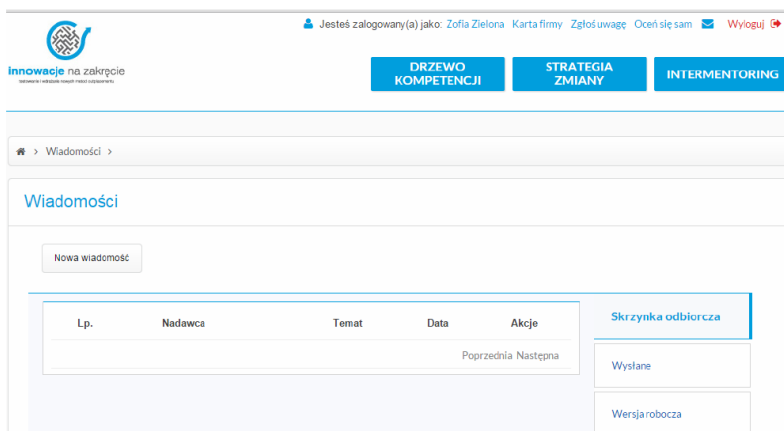 Jesteś zalogowany(a) jako: Zofia Zielona Karta firmy Zgłoś uwagę Oceń się sam Wyloguj
innowacje na zakręcie
DRZEWO
KOMPETENCJI
STRATEGIA
ZMIANY
INTERMENTORING
> Wiadomości >
Wiadomości
Nowa wiadomość
Lp. Nadawca Temat Data Akcje
Poprzednia Następna
Skrzynka odbiorcza
Wysłane
Wersja robocza